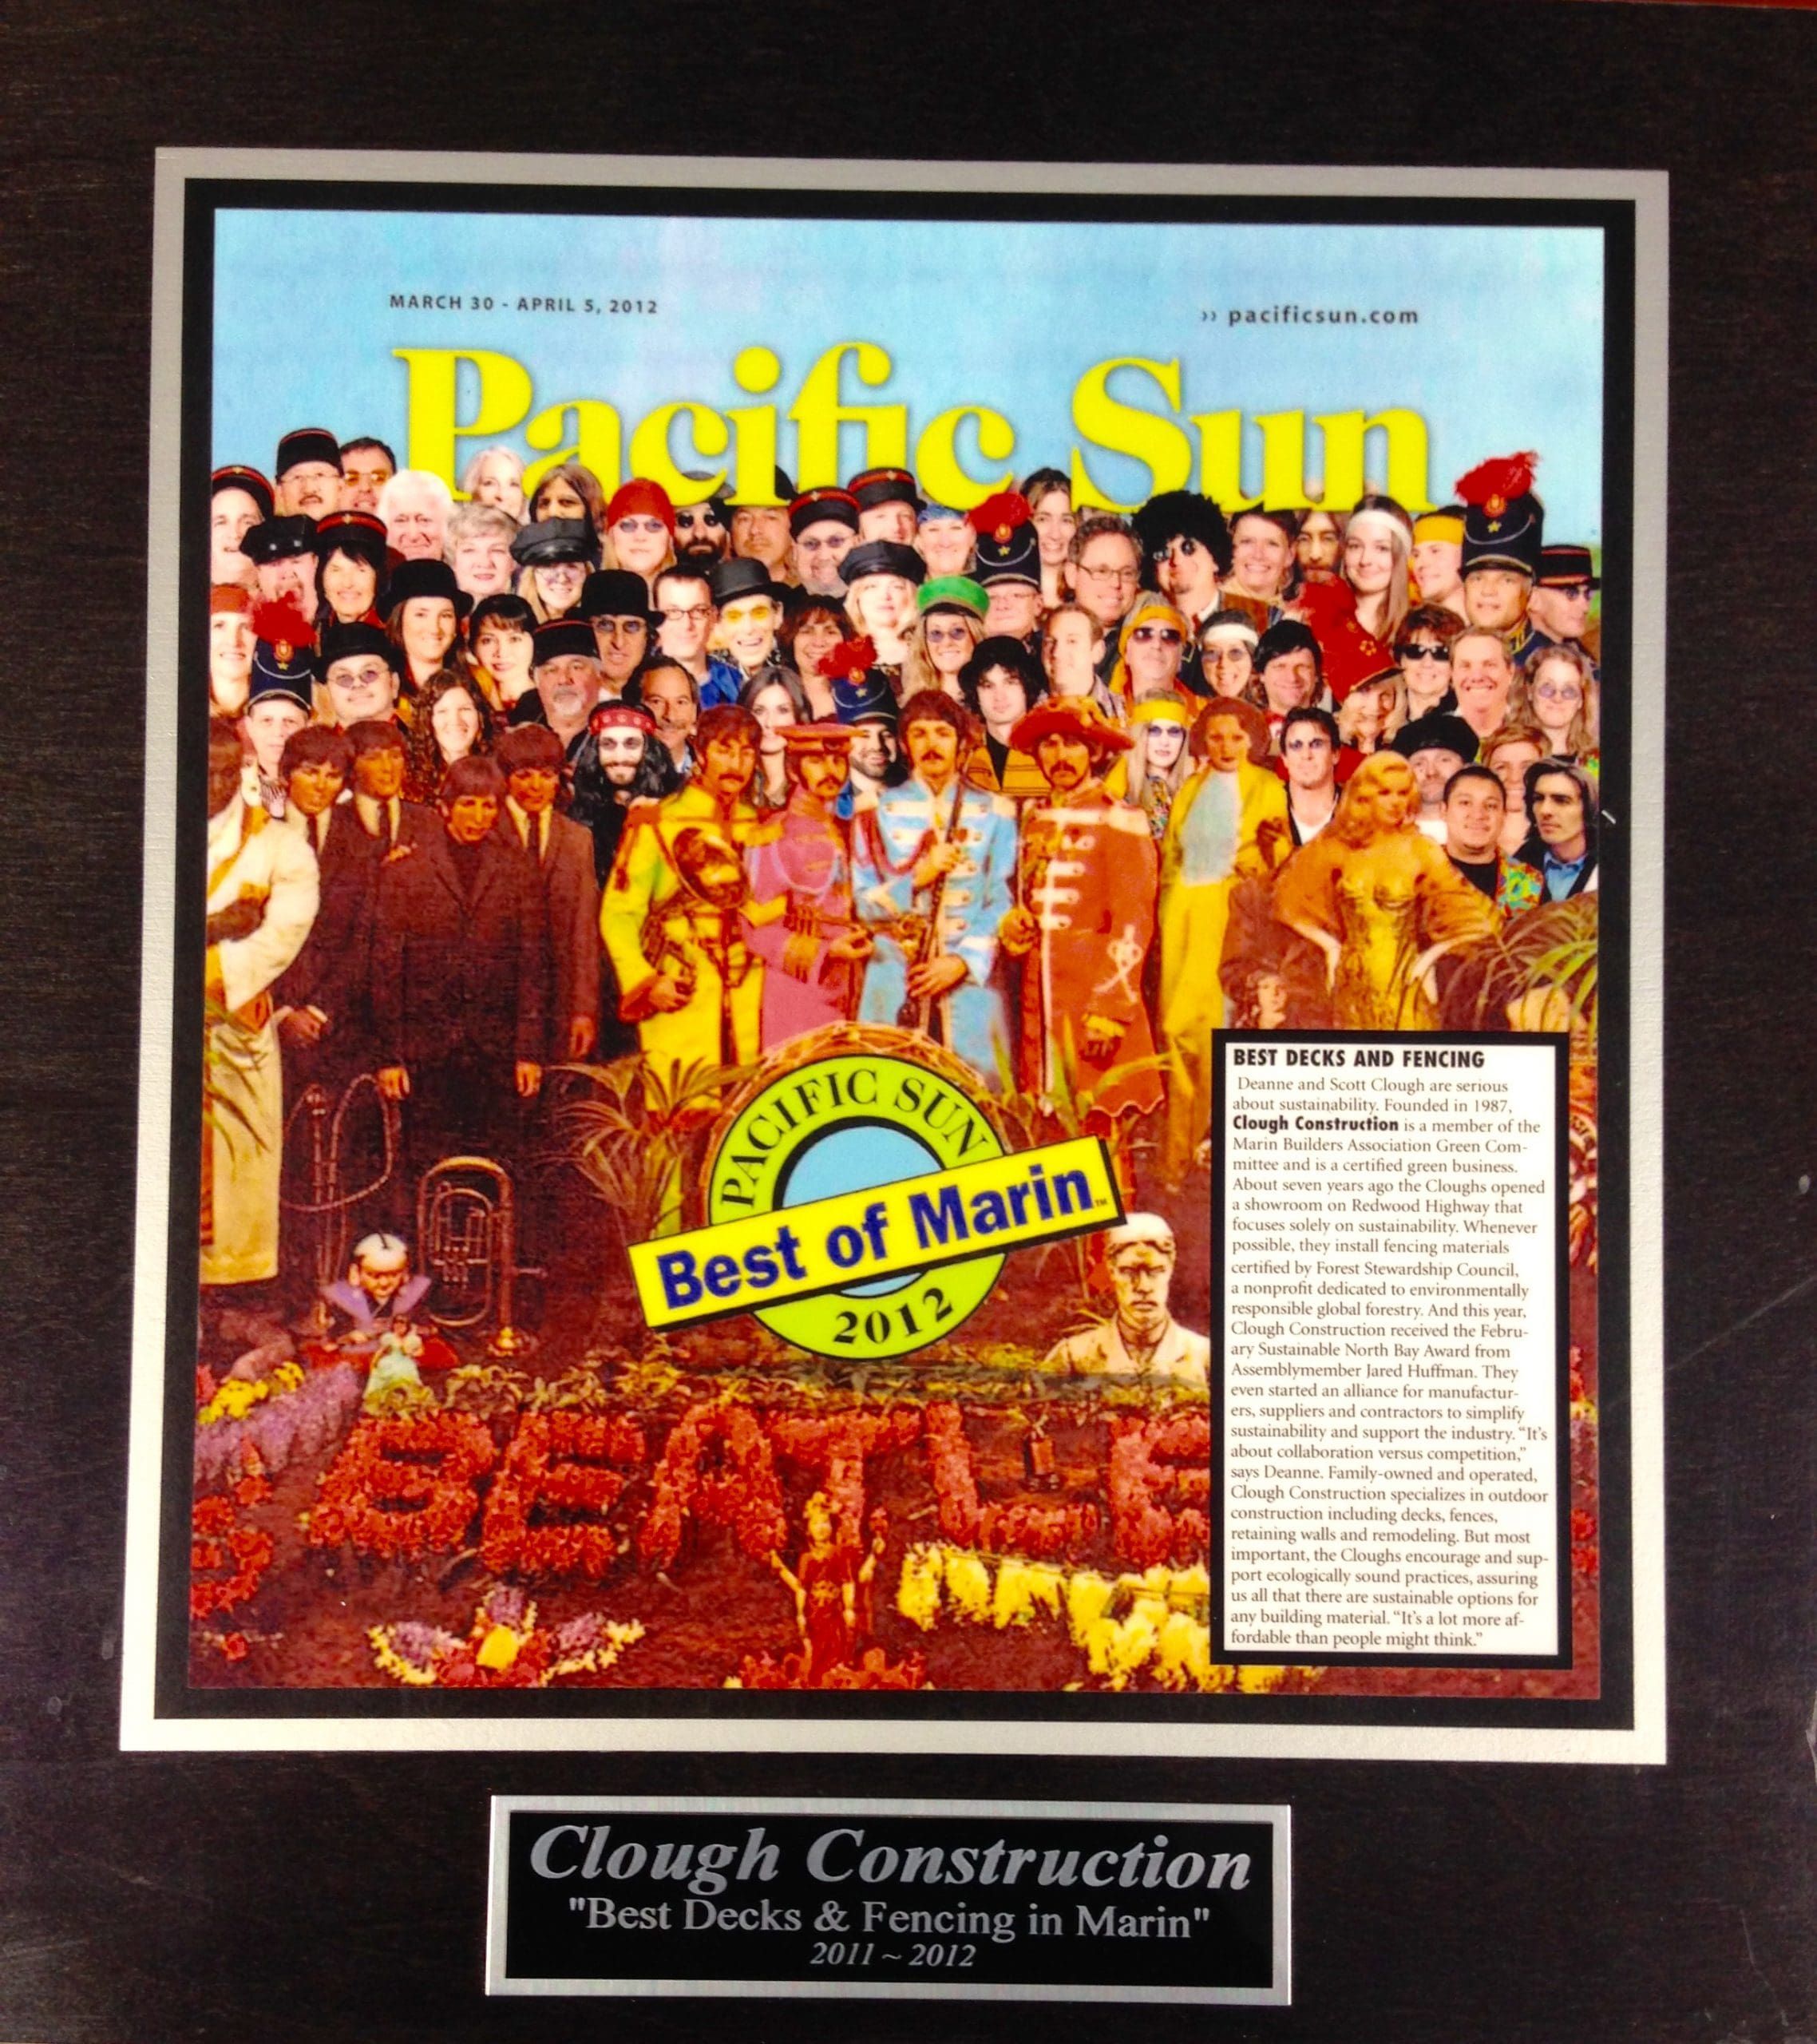 MARCH 30 - APRIL 5, 2012
›› pacificsun.com
Pacific Sun
PACIFIC SUN
Best of Marin™
2012
BEATLE
BEST DECKS AND FENCING
Deanne and Scott Clough are serious
about sustainability. Founded in 1987,
Clough Construction is a member of the
Marin Builders Association Green Com-
mittee and is a certified green business.
About seven years ago the Cloughs opened
a showroom on Redwood Highway that
focuses solely on sustainability. Whenever
possible, they install fencing materials
certified by Forest Stewardship Council,
a nonprofit dedicated to environmentally
responsible global forestry. And this year,
Clough Construction received the Febru-
ary Sustainable North Bay Award from
Assemblymember Jared Huffman. They
even started an alliance for manufactur-
ers, suppliers and contractors to simplify
sustainability and support the industry. “It's
about collaboration versus competition,”
says Deanne. Family-owned and operated,
Clough Construction specializes in outdoor
construction including decks, fences,
retaining walls and remodeling. But most
important, the Cloughs encourage and sup-
port ecologically sound practices, assuring
us all that there are sustainable options for
any building material. “It's a lot more af-
fordable than people might think.”
Clough Construction
"Best Decks & Fencing in Marin"
2011 ~ 2012